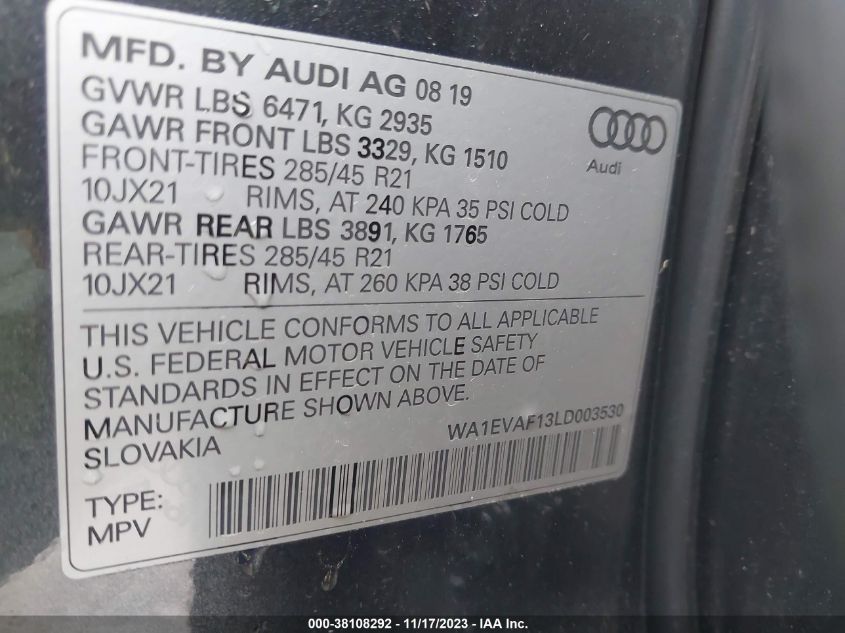 MFD. BY AUDI AG 08 19
GVWR LBS 6471, KG 2935
GAWR FRONT LBS 3329, KG 1510
FRONT-TIRES 285/45 R21
10JX21 RIMS, AT 240 KPA 35 PSI COLD
GAWR REAR LBS 3891, KG 1765
REAR-TIRES 285/45 R21
10JX21 RIMS, AT 260 KPA 38 PSI COLD
Audi
THIS VEHICLE CONFORMS TO ALL APPLICABLE
U.S. FEDERAL MOTOR VEHICLE SAFETY
STANDARDS IN EFFECT ON THE DATE OF
MANUFACTURE SHOWN ABOVE.
SLOVAKIA
WA1EVAF13LD003530
TYPE:
MPV
000-38108292 - 11/17/2023 - IAA Inc.